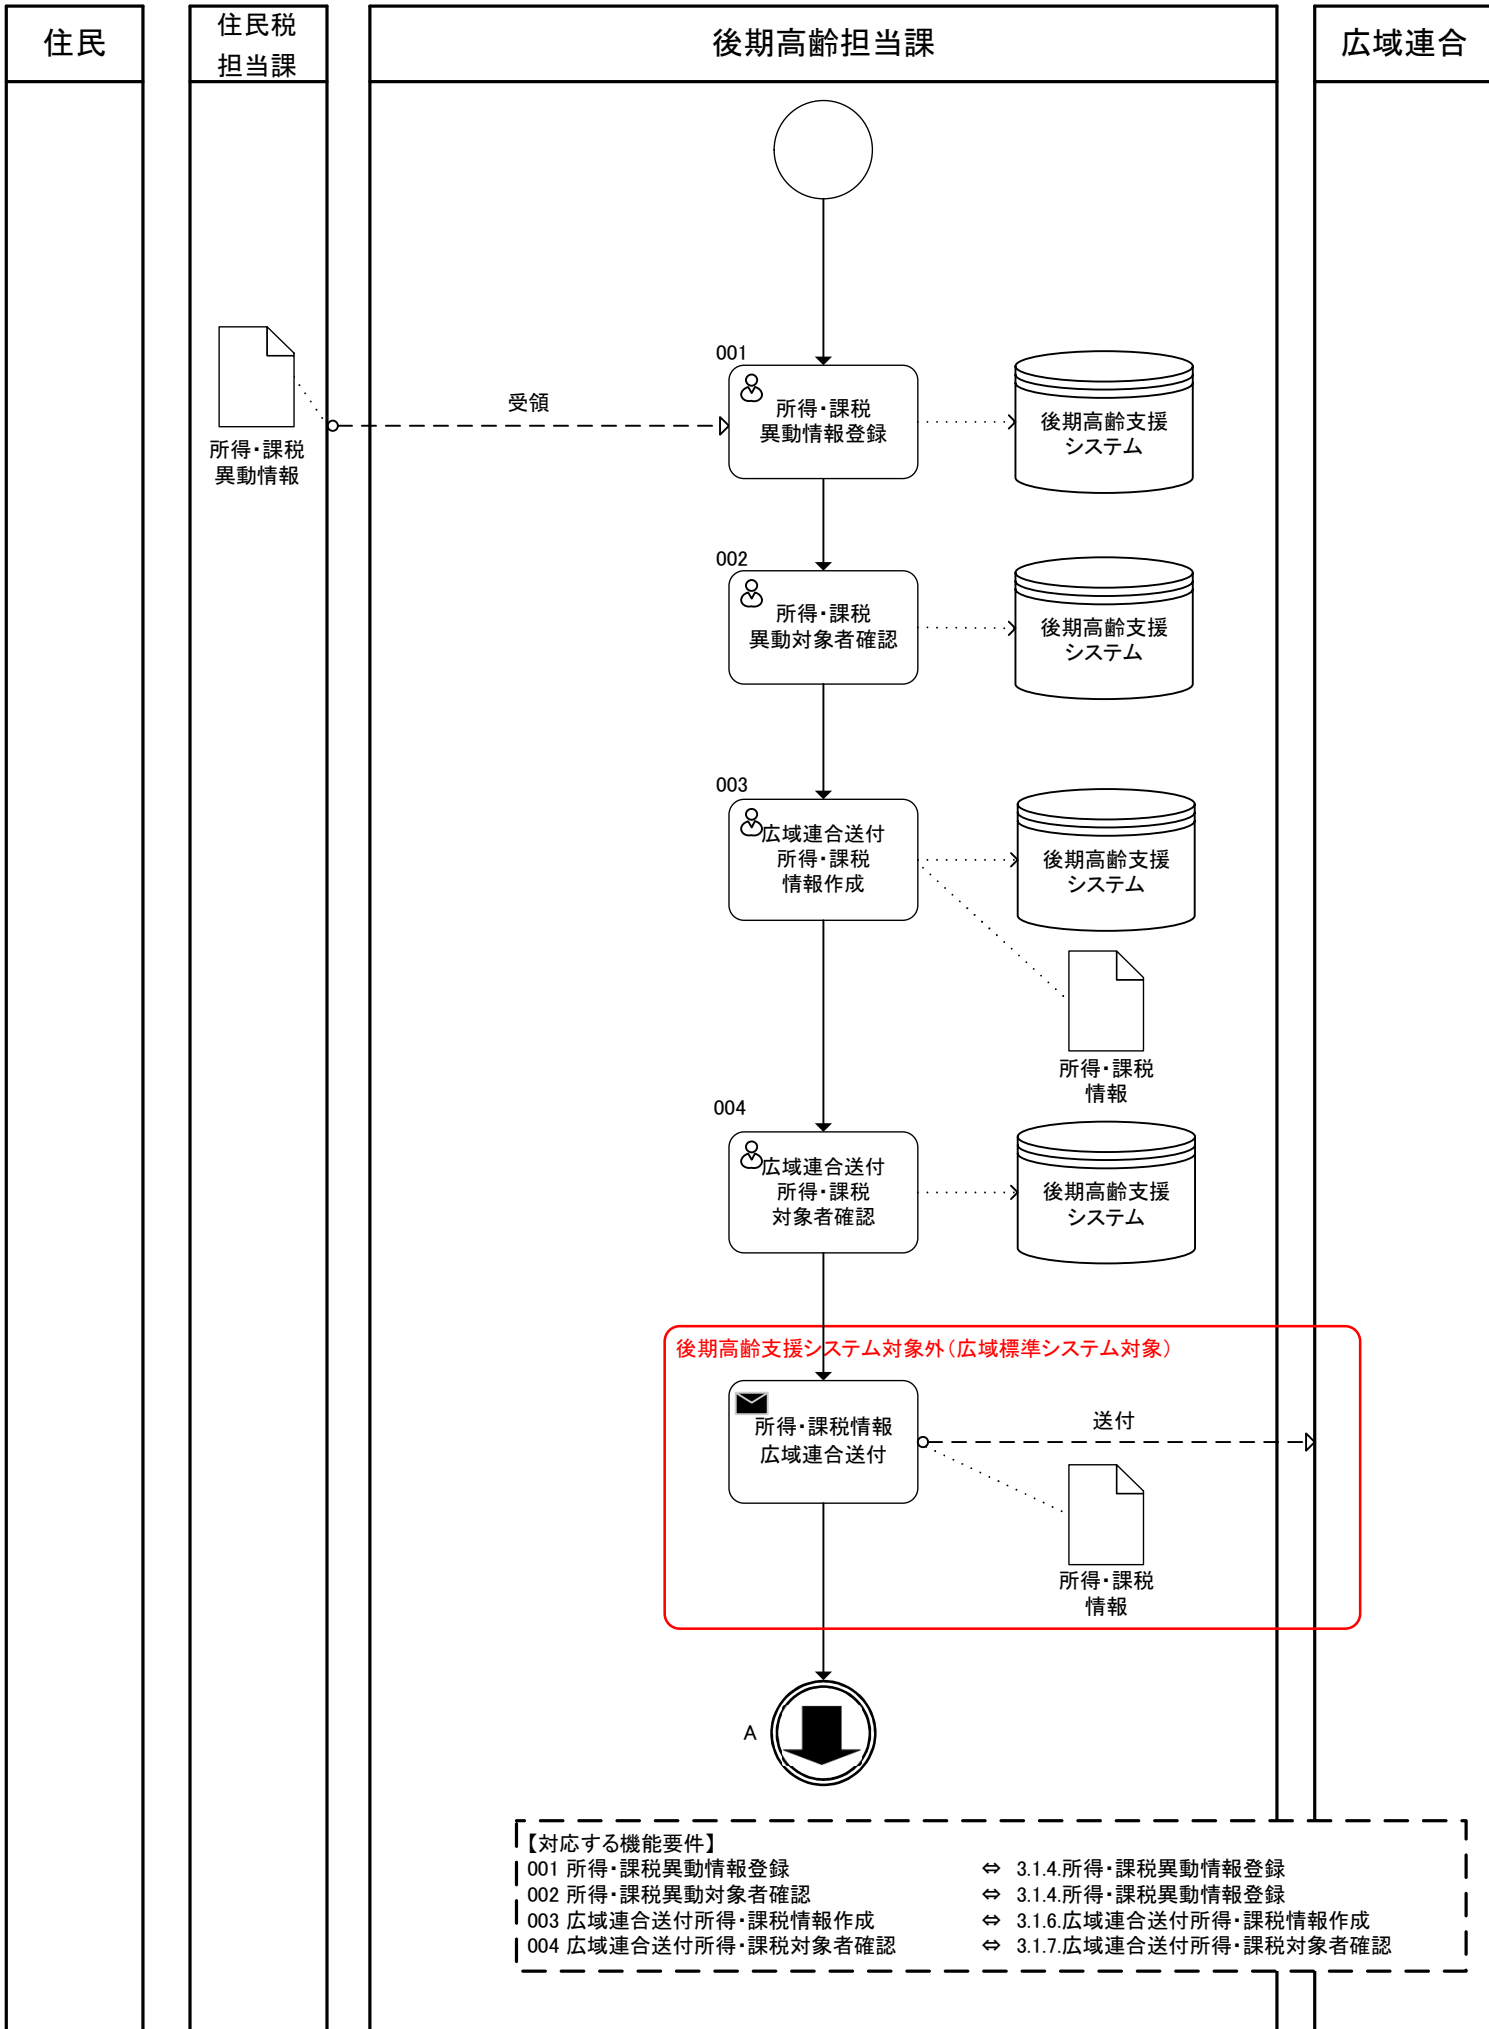 住民
住民税
担当課
後期高齢担当課
広域連合
所得・課税
異動情報
受領
001
所得・課税
異動情報登録
後期高齢支援
システム
002
所得・課税
異動対象者確認
後期高齢支援
システム
003
広域連合送付
所得・課税
情報作成
後期高齢支援
システム
所得・課税
情報
004
広域連合送付
所得・課税
対象者確認
後期高齢支援
システム
後期高齢支援システム対象外（広域標準システム対象）
所得・課税情報
広域連合送付
送付
所得・課税
情報
A
【対応する機能要件】
001 所得・課税異動情報登録 ⇔ 3.1.4.所得・課税異動情報登録
002 所得・課税異動対象者確認 ⇔ 3.1.4.所得・課税異動情報登録
003 広域連合送付所得・課税情報作成 ⇔ 3.1.6.広域連合送付所得・課税情報作成
004 広域連合送付所得・課税対象者確認 ⇔ 3.1.7.広域連合送付所得・課税対象者確認